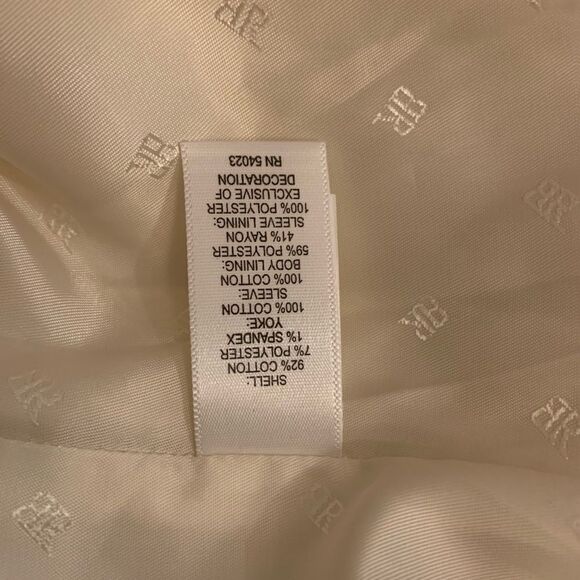 SHELL:
92% COTTON
7% POLYESTER
1% SPANDEX
YOKE:
100% COTTON
SLEEVE:
100% COTTON
BODY LINING:
59% POLYESTER
41% RAYON
SLEEVE LINING:
100% POLYESTER
EXCLUSIVE OF
DECORATION
RN 54023